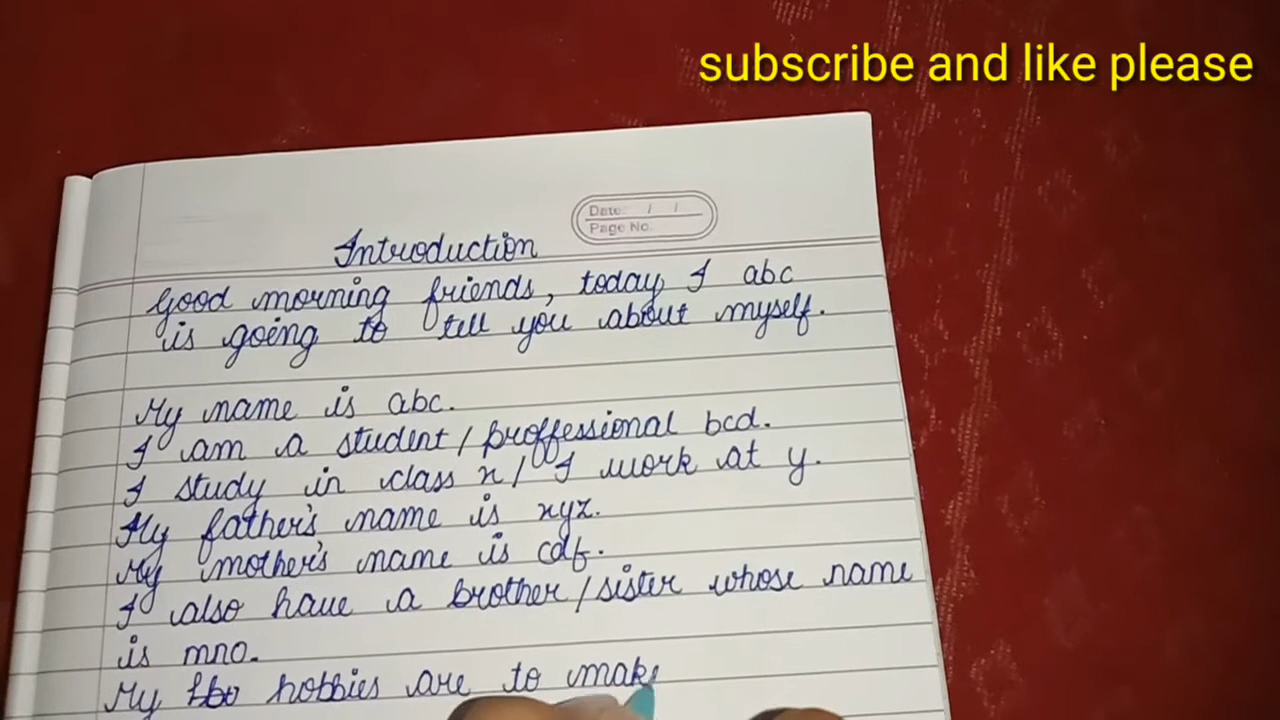 subscribe and like please
Date: / /
Page No.
Introduction
Good morning friends, today I abc
is going to tell you about myself.
My name is abc.
I am a student / proffessional bcd.
I study in class x / I work at y.
My father's name is xyz.
My mother's name is cdf.
I also have a brother / sister whose name
is mno.
My hobbies are to make